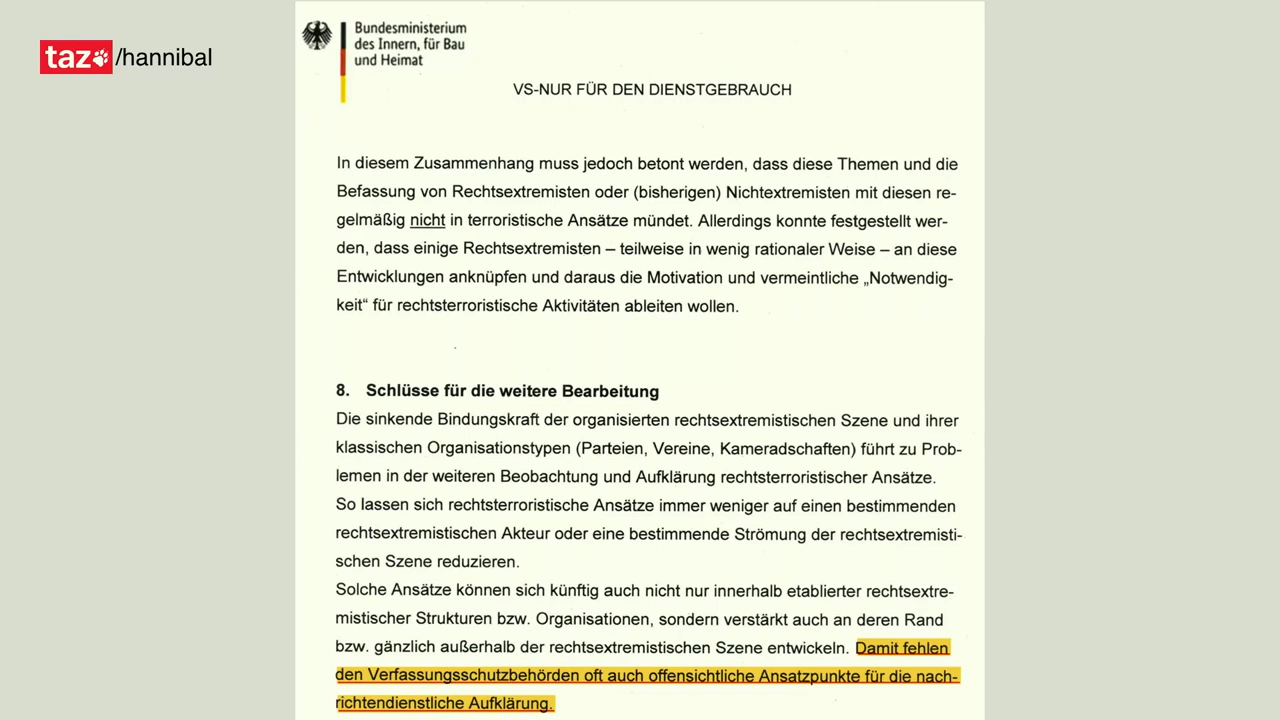 taz/hannibal
Bundesministerium
des Innern, für Bau
und Heimat
VS-NUR FÜR DEN DIENSTGEBRAUCH
In diesem Zusammenhang muss jedoch betont werden, dass diese Themen und die
Befassung von Rechtsextremisten oder (bisherigen) Nichtextremisten mit diesen re-
gelmäßig nicht in terroristische Ansätze mündet. Allerdings konnte festgestellt wer-
den, dass einige Rechtsextremisten – teilweise in wenig rationaler Weise – an diese
Entwicklungen anknüpfen und daraus die Motivation und vermeintliche „Notwendig-
keit“ für rechtsterroristische Aktivitäten ableiten wollen.
8. Schlüsse für die weitere Bearbeitung
Die sinkende Bindungskraft der organisierten rechtsextremistischen Szene und ihrer
klassischen Organisationstypen (Parteien, Vereine, Kameradschaften) führt zu Prob-
lemen in der weiteren Beobachtung und Aufklärung rechtsterroristischer Ansätze.
So lassen sich rechtsterroristische Ansätze immer weniger auf einen bestimmenden
rechtsextremistischen Akteur oder eine bestimmende Strömung der rechtsextremisti-
schen Szene reduzieren.
Solche Ansätze können sich künftig auch nicht nur innerhalb etablierter rechtsextre-
mistischer Strukturen bzw. Organisationen, sondern verstärkt auch an deren Rand
bzw. gänzlich außerhalb der rechtsextremistischen Szene entwickeln. Damit fehlen
den Verfassungsschutzbehörden oft auch offensichtliche Ansatzpunkte für die nach-
richtendienstliche Aufklärung.